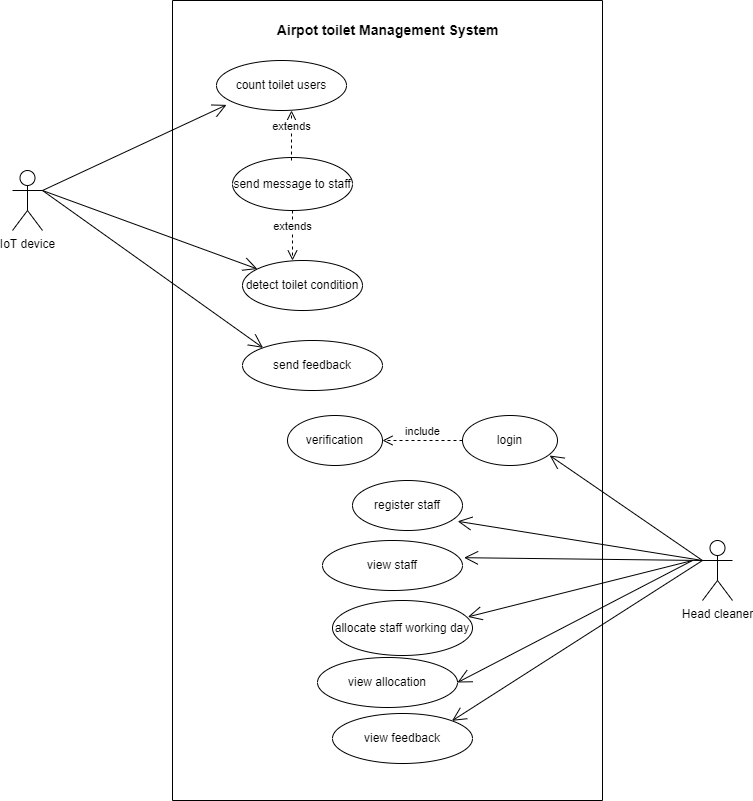 Airpot toilet Management System
count toilet users
extends
send message to staff
extends
IoT device
detect toilet condition
send feedback
verification
include
login
register staff
view staff
Head cleaner
allocate staff working day
view allocation
view feedback